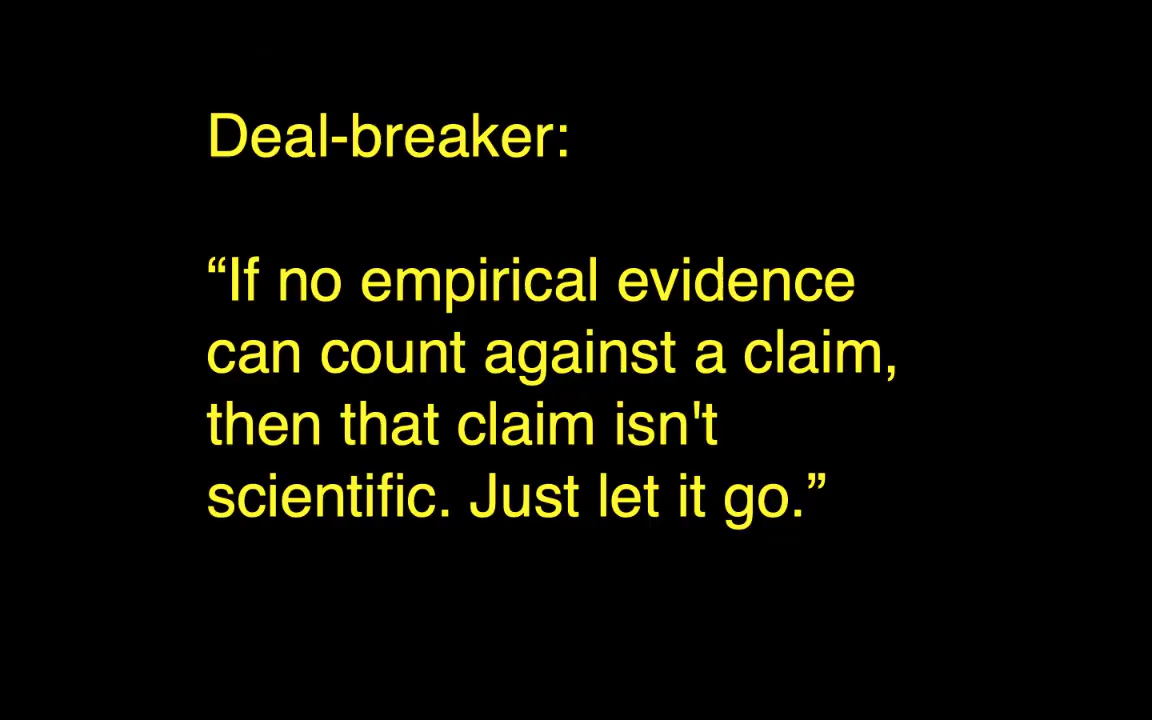 Deal-breaker:
“If no empirical evidence
can count against a claim,
then that claim isn't
scientific. Just let it go.”